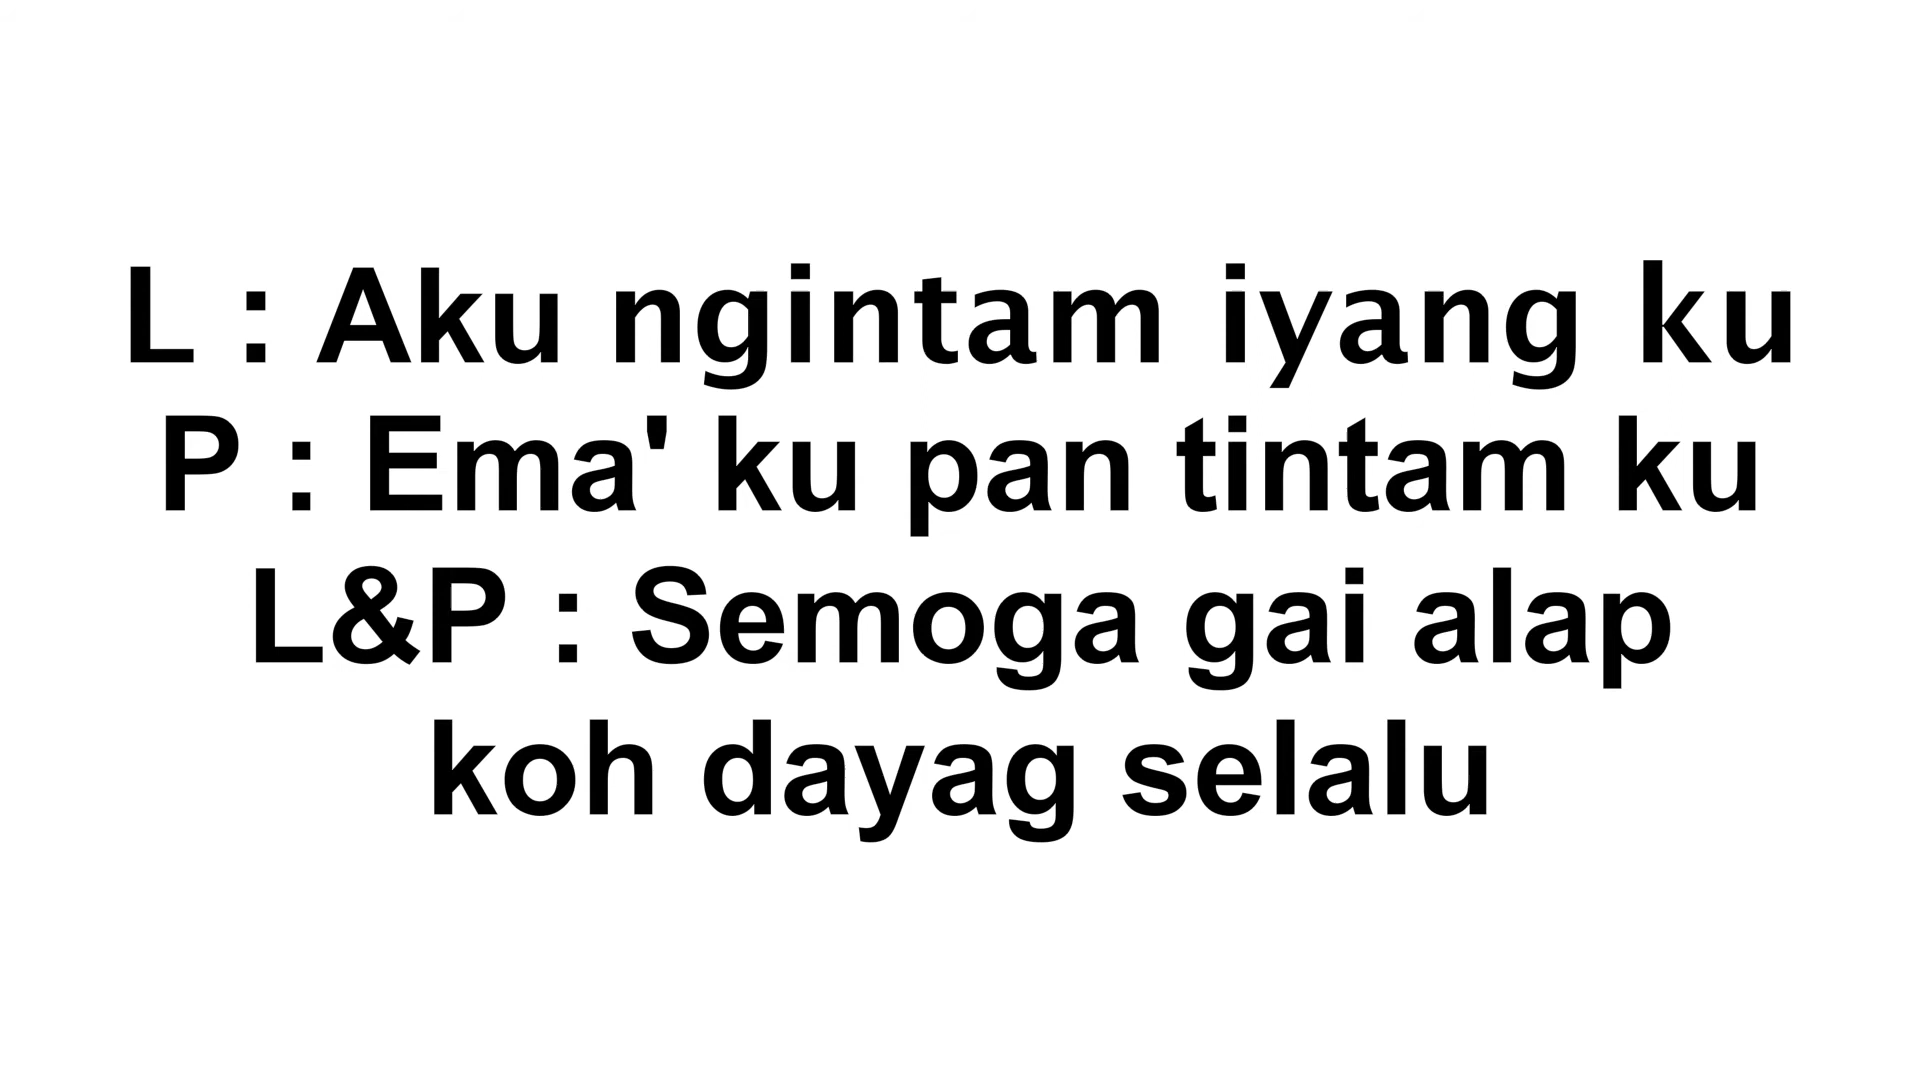 L : Aku ngintam iyang ku
P : Ema' ku pan tintam ku
L&P : Semoga gai alap
koh dayag selalu